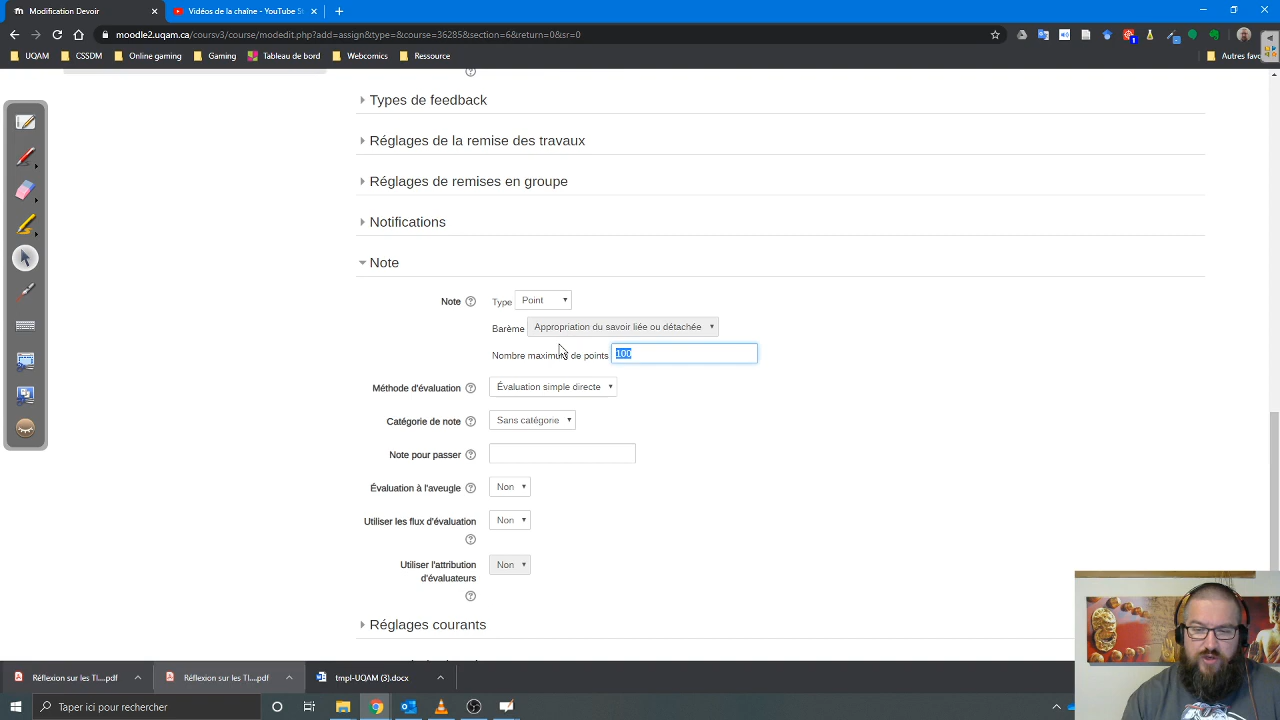 Modification Devoir
Vidéos de la chaîne - YouTube St
moodle2.uqam.ca/coursv3/course/modedit.php?add=assign&type=&course=36285&section=6&return=0&sr=0
UQAM
CSSDM
Online gaming
Gaming
Tableau de bord
Webcomics
Ressource
Autres favo
Types de feedback
Réglages de la remise des travaux
Réglages de remises en groupe
Notifications
Note
Note
Type Point
Barème Appropriation du savoir liée ou détachée
Nombre maximum de points 100
Méthode d'évaluation Évaluation simple directe
Catégorie de note Sans catégorie
Note pour passer
Évaluation à l'aveugle Non
Utiliser les flux d'évaluation Non
Utiliser l'attribution Non
d'évaluateurs
Réglages courants
Réflexion sur les TI....pdf
Réflexion sur les TI....pdf
tmpl-UQAM (3).docx
Taper ici pour rechercher